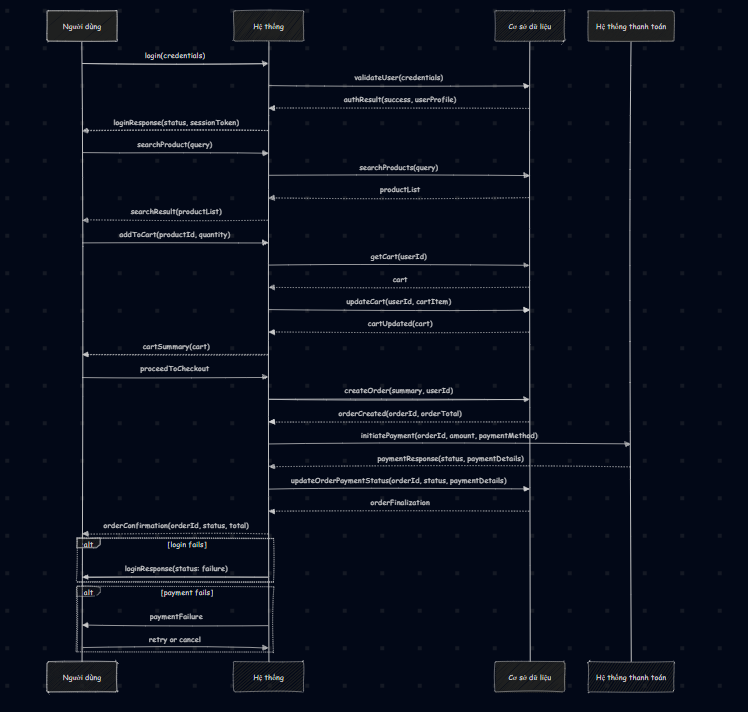 Người dùng
Hệ thống
Cơ sở dữ liệu
Hệ thống thanh toán
login(credentials)
validateUser(credentials)
authResult(success, userProfile)
loginResponse(status, sessionToken)
searchProduct(query)
searchProducts(query)
productList
searchResult(productList)
addToCart(productId, quantity)
getCart(userId)
cart
updateCart(userId, cartItem)
cartUpdated(cart)
cartSummary(cart)
proceedToCheckout
createOrder(summary, userId)
orderCreated(orderId, orderTotal)
initiatePayment(orderId, amount, paymentMethod)
paymentResponse(status, paymentDetails)
updateOrderPaymentStatus(orderId, status, paymentDetails)
orderFinalization
orderConfirmation(orderId, status, total)
alt
[login fails]
loginResponse(status: failure)
alt
[payment fails]
paymentFailure
retry or cancel
Người dùng
Hệ thống
Cơ sở dữ liệu
Hệ thống thanh toán